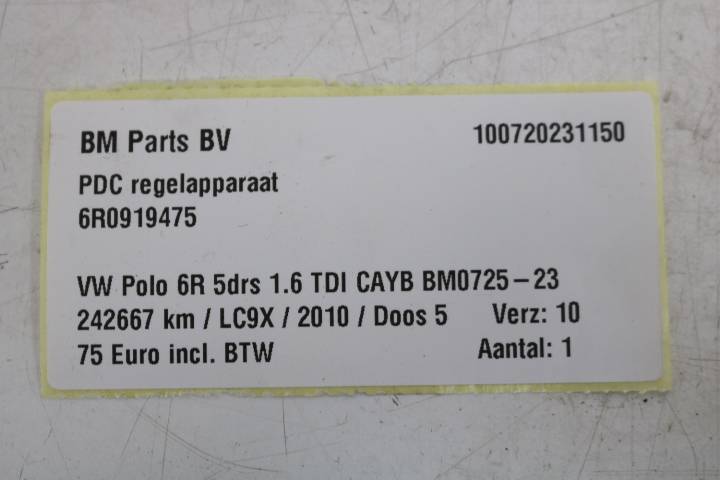 BM Parts BV 100720231150
PDC regelapparaat
6R0919475
VW Polo 6R 5drs 1.6 TDI CAYB BM0725-23
242667 km / LC9X / 2010 / Doos 5 Verz: 10
75 Euro incl. BTW Aantal: 1